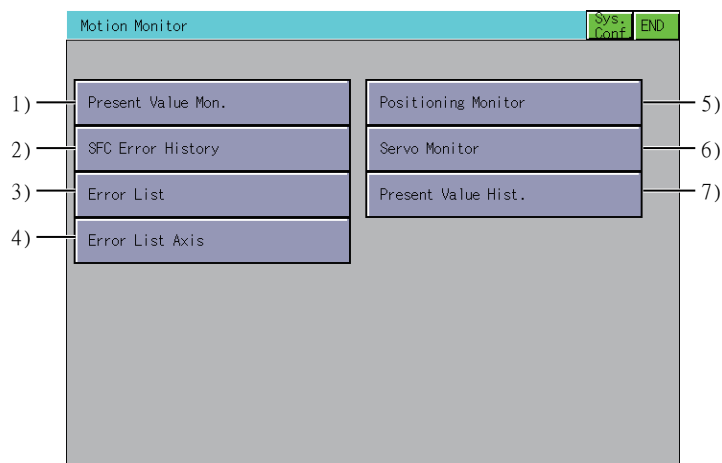 Motion Monitor
Sys. Conf
END
1)
Present Value Mon.
Positioning Monitor
5)
2)
SFC Error History
Servo Monitor
6)
3)
Error List
Present Value Hist.
7)
4)
Error List Axis